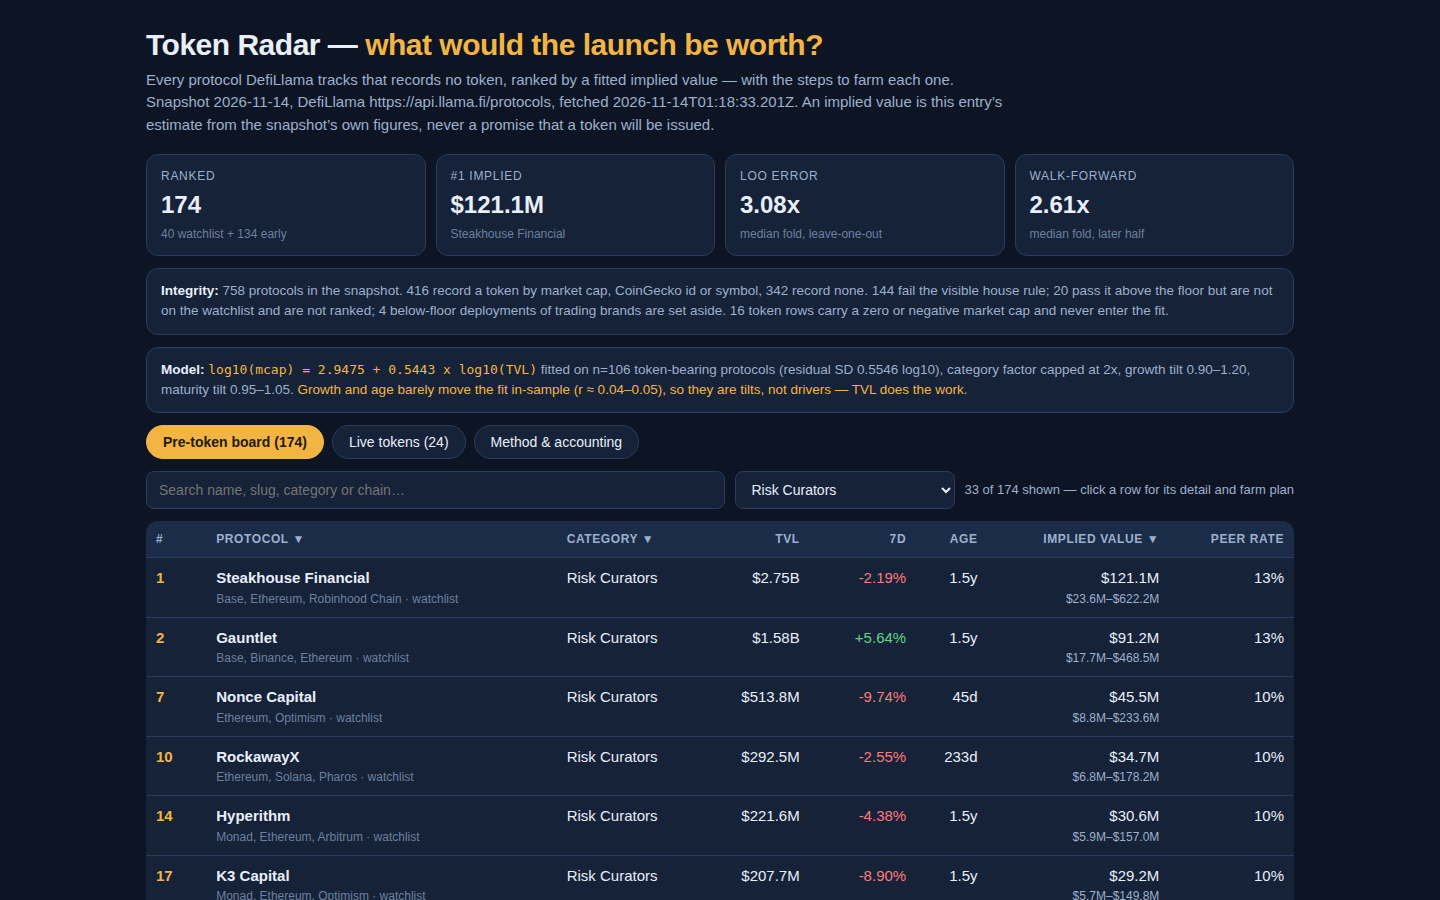 Token Radar — what would the launch be worth?
Every protocol DefiLlama tracks that records no token, ranked by a fitted implied value — with the steps to farm each one.
Snapshot 2026-11-14, DefiLlama https://api.llama.fi/protocols, fetched 2026-11-14T01:18:33.201Z. An implied value is this entry's
estimate from the snapshot's own figures, never a promise that a token will be issued.
RANKED
174
40 watchlist + 134 early
#1 IMPLIED
$121.1M
Steakhouse Financial
LOO ERROR
3.08x
median fold, leave-one-out
WALK-FORWARD
2.61x
median fold, later half
Integrity: 758 protocols in the snapshot. 416 record a token by market cap, CoinGecko id or symbol, 342 record none. 144 fail the visible house rule; 20 pass it above the floor but are not
on the watchlist and are not ranked; 4 below-floor deployments of trading brands are set aside. 16 token rows carry a zero or negative market cap and never enter the fit.
Model: log10(mcap) = 2.9475 + 0.5443 x log10(TVL) fitted on n=106 token-bearing protocols (residual SD 0.5546 log10), category factor capped at 2x, growth tilt 0.90–1.20,
maturity tilt 0.95–1.05. Growth and age barely move the fit in-sample (r ≈ 0.04–0.05), so they are tilts, not drivers — TVL does the work.
Pre-token board (174) Live tokens (24) Method & accounting
Search name, slug, category or chain… Risk Curators 33 of 174 shown — click a row for its detail and farm plan
# PROTOCOL ▼ CATEGORY ▼ TVL 7D AGE IMPLIED VALUE ▼ PEER RATE
1 Steakhouse Financial Risk Curators $2.75B -2.19% 1.5y $121.1M 13%
Base, Ethereum, Robinhood Chain · watchlist $23.6M–$622.2M
2 Gauntlet Risk Curators $1.58B +5.64% 1.5y $91.2M 13%
Base, Binance, Ethereum · watchlist $17.7M–$468.5M
7 Nonce Capital Risk Curators $513.8M -9.74% 45d $45.5M 10%
Ethereum, Optimism · watchlist $8.8M–$233.6M
10 RockawayX Risk Curators $292.5M -2.55% 233d $34.7M 10%
Ethereum, Solana, Pharos · watchlist $6.8M–$178.2M
14 Hyperithm Risk Curators $221.6M -4.38% 1.5y $30.6M 10%
Monad, Ethereum, Arbitrum · watchlist $5.9M–$157.0M
17 K3 Capital Risk Curators $207.7M -8.90% 1.5y $29.2M 10%
Monad, Ethereum, Optimism · watchlist $5.7M–$149.8M